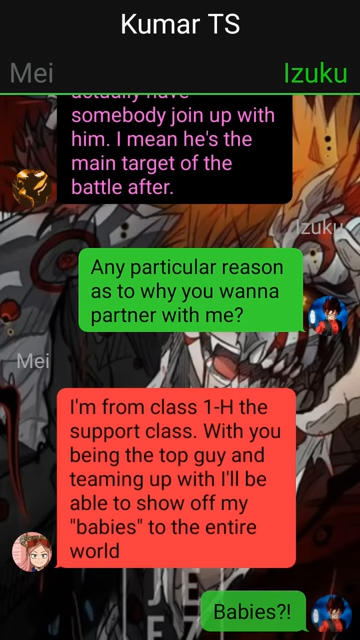 Kumar TS
Mei
Izuku
actually have
somebody join up with
him. I mean he's the
main target of the
battle after.
Izuku
Any particular reason
as to why you wanna
partner with me?
Mei
I'm from class 1-H the
support class. With you
being the top guy and
teaming up with I'll be
able to show off my
"babies" to the entire
world
Babies?!